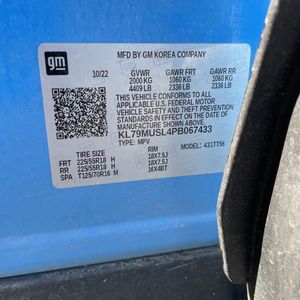 gm
MFD BY GM KOREA COMPANY
10/22 GVWR GAWR FRT GAWR RR
2000 KG 1060 KG 1060 KG
4409 LB 2336 LB 2336 LB
THIS VEHICLE CONFORMS TO ALL
APPLICABLE U.S. FEDERAL MOTOR
VEHICLE SAFETY AND THEFT PREVENTION
STANDARDS IN EFFECT ON THE DATE OF
MANUFACTURE SHOWN ABOVE.
KL79MUSL4PB067433
TYPE: MPV MODEL: 431TT56
TIRE SIZE RIM
FRT 225/55R18 H 18X7.5J
RR 225/55R18 H 18X7.5J
SPA T125/70R16 M 16X4BT